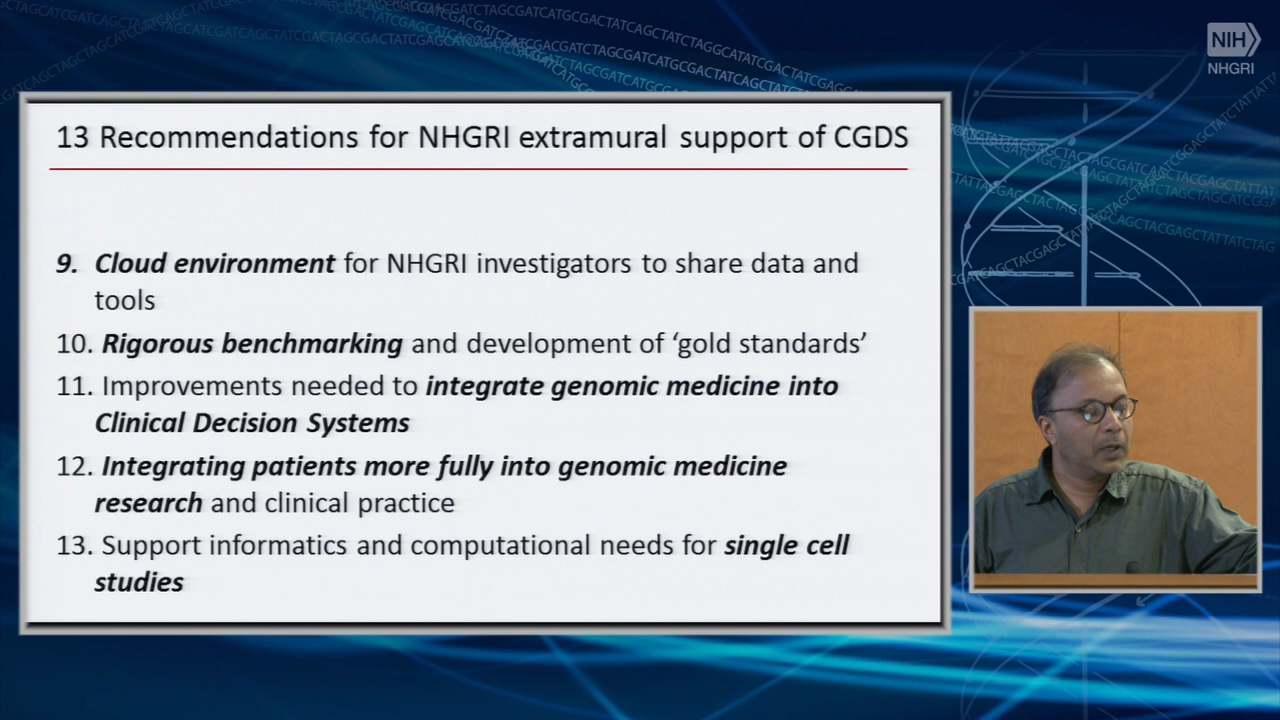 NIH
NHGRI
13 Recommendations for NHGRI extramural support of CGDS
9. Cloud environment for NHGRI investigators to share data and
tools
10. Rigorous benchmarking and development of ‘gold standards’
11. Improvements needed to integrate genomic medicine into
Clinical Decision Systems
12. Integrating patients more fully into genomic medicine
research and clinical practice
13. Support informatics and computational needs for single cell
studies